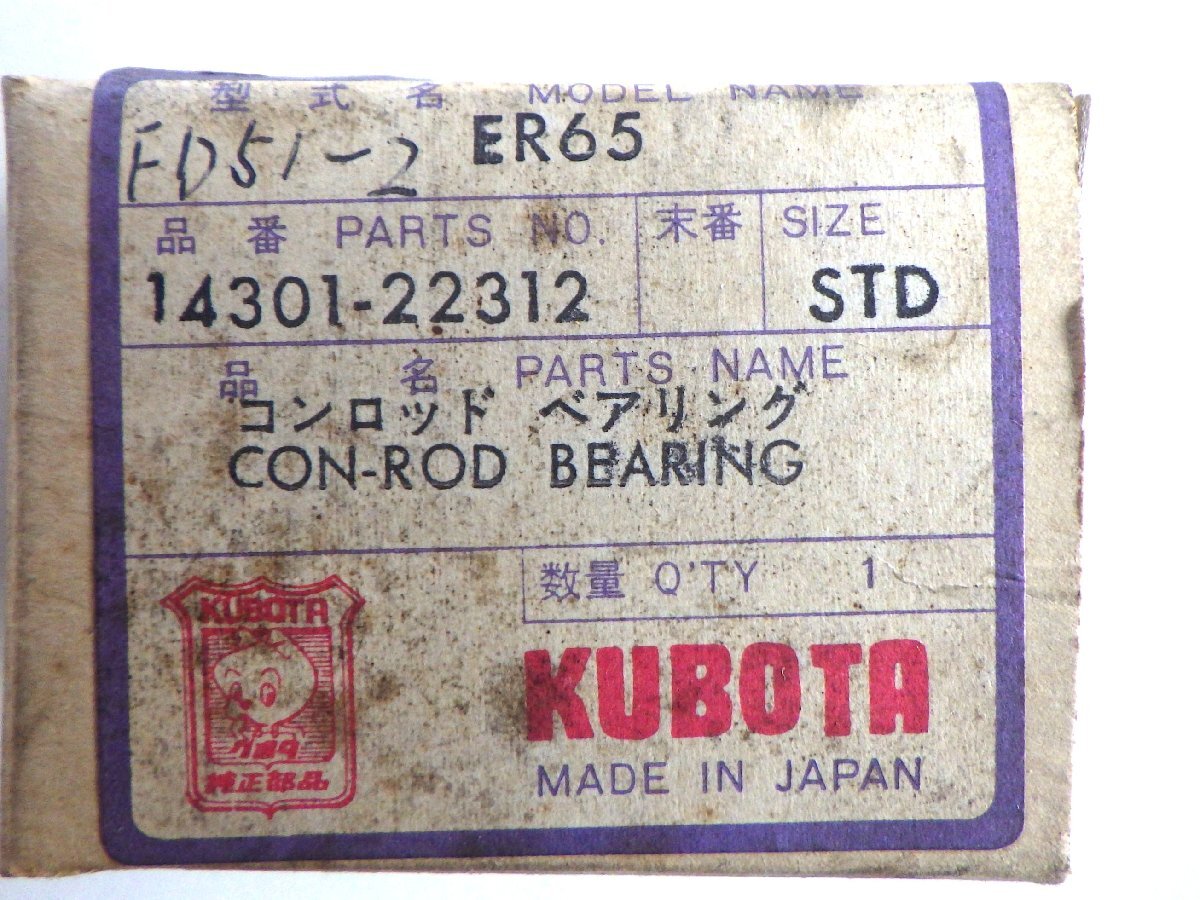 型式名 MODEL NAME
FD51-2 ER65
品番 PARTS NO. 末番 SIZE
14301-22312 STD
品名 PARTS NAME
コンロッド ベアリング
CON-ROD BEARING
数量 Q'TY 1
KUBOTA
クボタ
純正部品
KUBOTA
MADE IN JAPAN